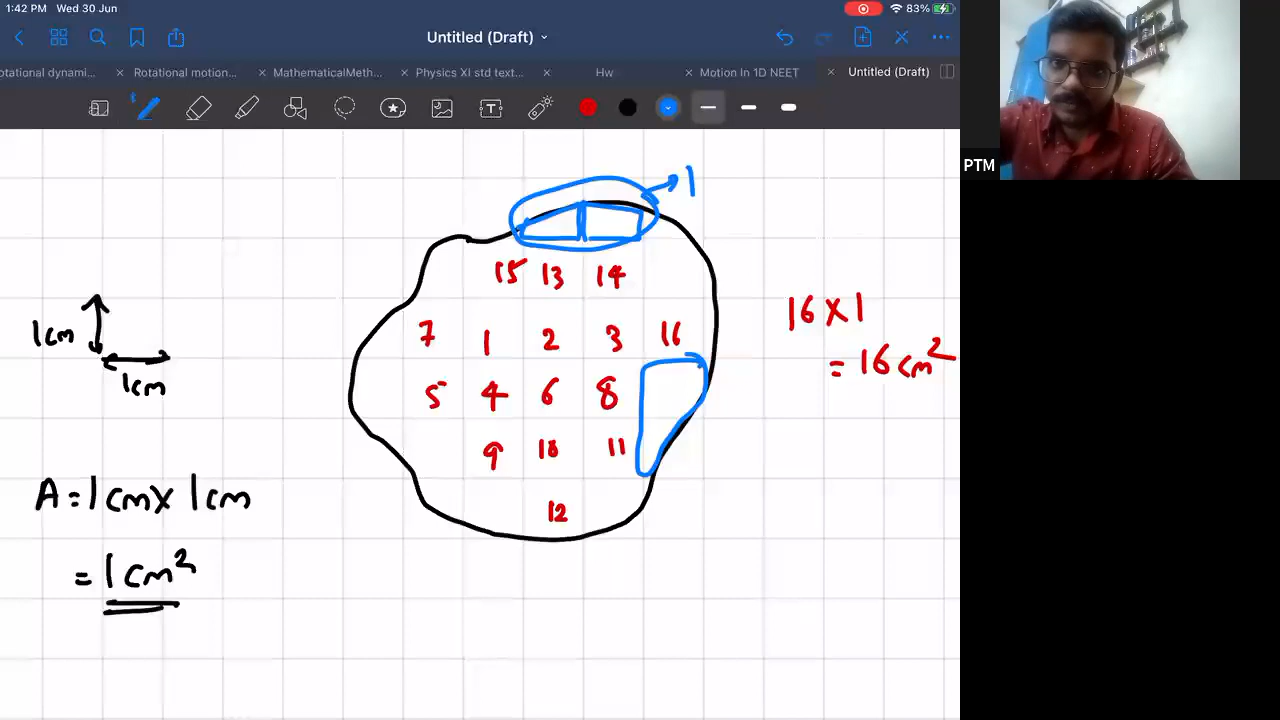 1:42 PM Wed 30 Jun
83%
Untitled (Draft)
otational dynami...
Rotational motion...
MathematicalMeth...
Physics XI std text...
Hw
Motion In 1D NEET
Untitled (Draft)
PTM
1
15 13 14
7 1 2 3 16
5 4 6 8
9 10 11
12
1cm
1cm
16 x 1
= 16 cm²
A = 1cm x 1cm
= 1 cm²